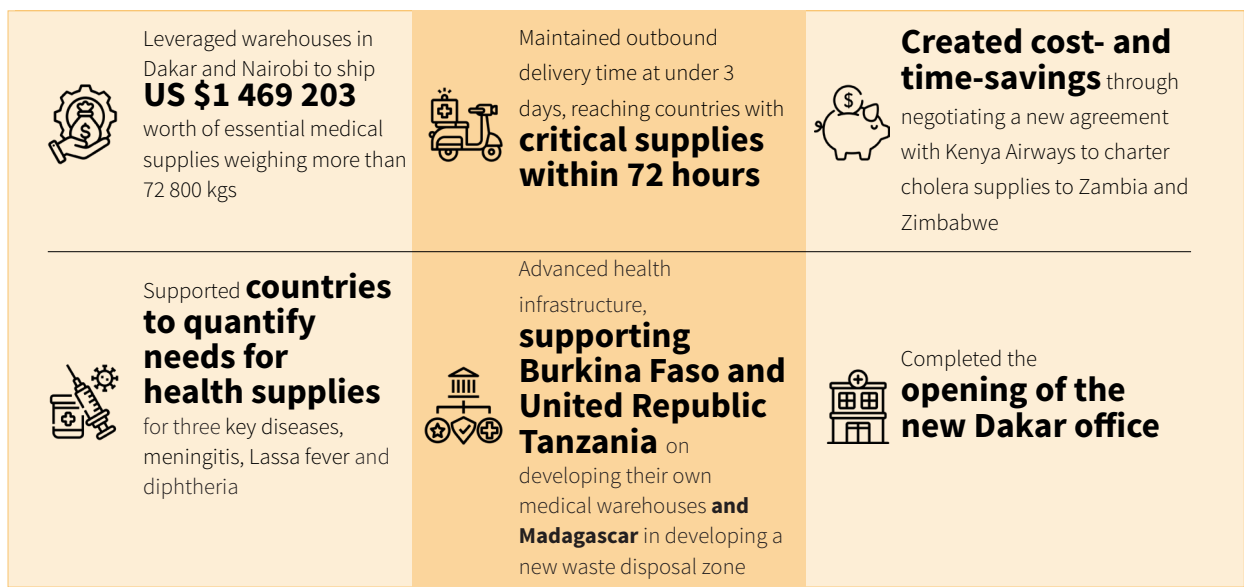 Leveraged warehouses in
Dakar and Nairobi to ship
US $1 469 203
worth of essential medical
supplies weighing more than
72 800 kgs
Maintained outbound
delivery time at under 3
days, reaching countries with
critical supplies
within 72 hours
Created cost- and
time-savings through
negotiating a new agreement
with Kenya Airways to charter
cholera supplies to Zambia and
Zimbabwe
Supported countries
to quantify
needs for
health supplies
for three key diseases,
meningitis, Lassa fever and
diphtheria
Advanced health
infrastructure,
supporting
Burkina Faso and
United Republic
Tanzania on
developing their own
medical warehouses and
Madagascar in developing a
new waste disposal zone
Completed the
opening of the
new Dakar office